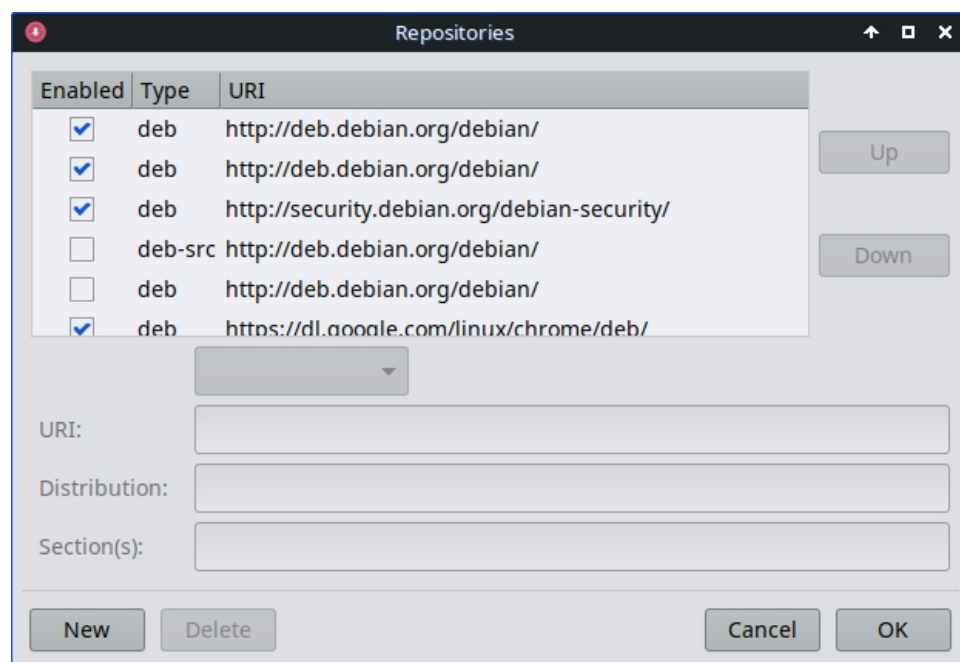 Repositories
Enabled Type URI
deb http://deb.debian.org/debian/
deb http://deb.debian.org/debian/
deb http://security.debian.org/debian-security/
deb-src http://deb.debian.org/debian/
deb http://deb.debian.org/debian/
deb https://dl.google.com/linux/chrome/deb/
Up
Down
URI:
Distribution:
Section(s):
New Delete Cancel OK